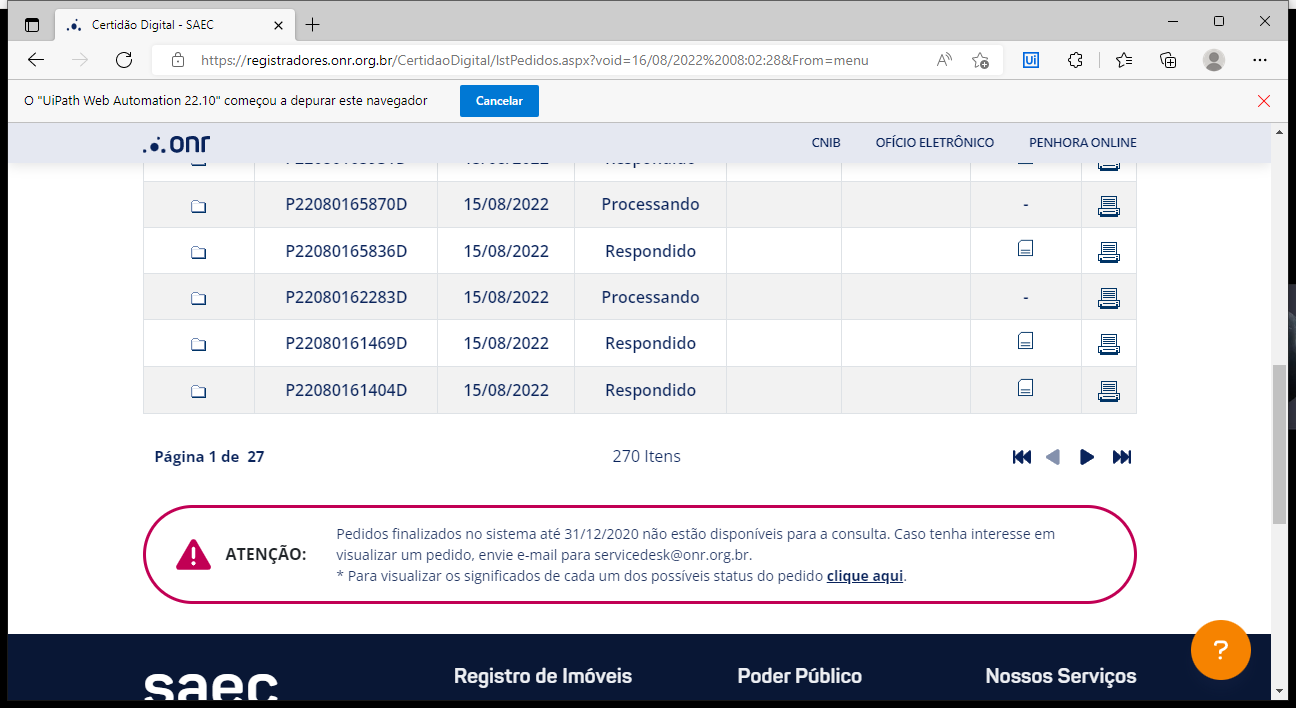 Certidão Digital - SAEC
https://registradores.onr.org.br/CertidaoDigital/lstPedidos.aspx?void=16/08/2022%2008:02:28&From=menu
O "UiPath Web Automation 22.10" começou a depurar este navegador
Cancelar
onr
CNIB OFÍCIO ELETRÔNICO PENHORA ONLINE
P22080165870D 15/08/2022 Processando -
P22080165836D 15/08/2022 Respondido
P22080162283D 15/08/2022 Processando -
P22080161469D 15/08/2022 Respondido
P22080161404D 15/08/2022 Respondido
Página 1 de 27 270 Itens
Pedidos finalizados no sistema até 31/12/2020 não estão disponíveis para a consulta. Caso tenha interesse em
ATENÇÃO: visualizar um pedido, envie e-mail para servicedesk@onr.org.br.
* Para visualizar os significados de cada um dos possíveis status do pedido clique aqui.
?
saec Registro de Imóveis Poder Público Nossos Serviços